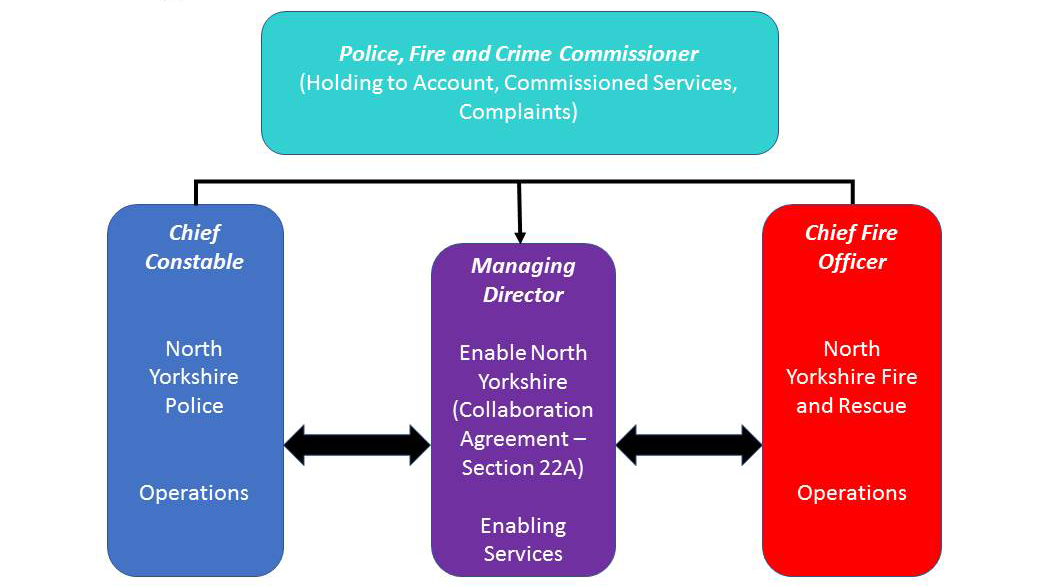 Police, Fire and Crime Commissioner
(Holding to Account, Commissioned Services,
Complaints)
Chief
Constable
North
Yorkshire
Police
Operations
Managing
Director
Enable North
Yorkshire
(Collaboration
Agreement –
Section 22A)
Enabling
Services
Chief Fire
Officer
North
Yorkshire Fire
and Rescue
Operations